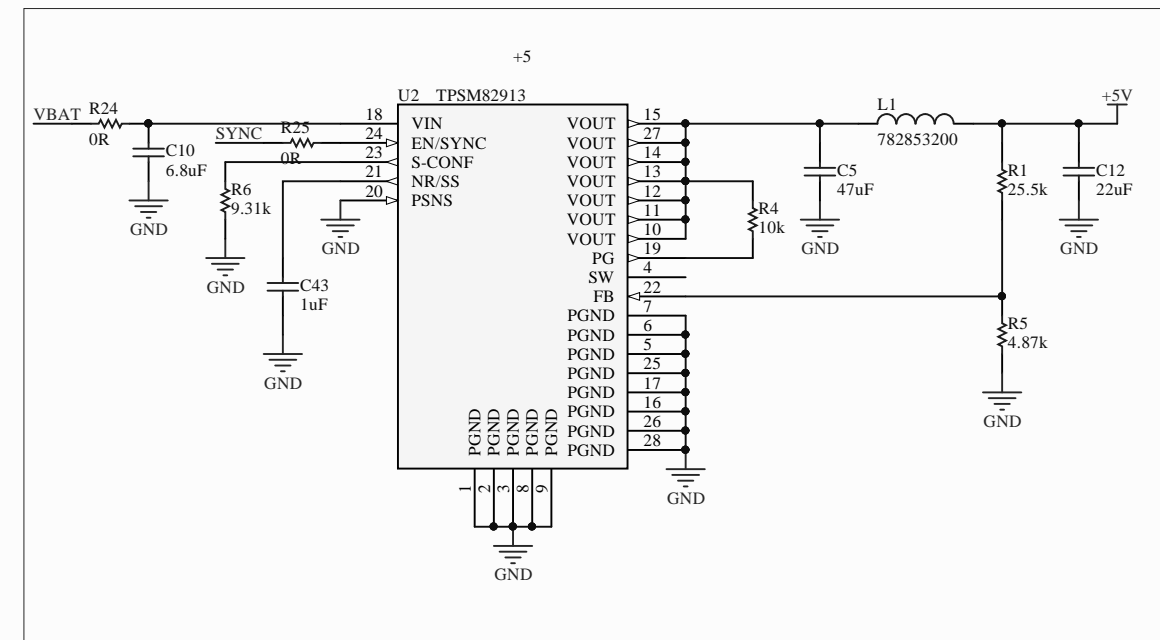 +5
U2 TPSM82913
VBAT
R24
0R
C10
6.8uF
GND
SYNC
R25
0R
R6
9.31k
GND
C43
1uF
GND
GND
18 VIN
24 EN/SYNC
23 S-CONF
21 NR/SS
20 PSNS
VOUT 15
VOUT 27
VOUT 14
VOUT 13
VOUT 12
VOUT 11
VOUT 10
PG 19
SW 4
FB 22
PGND 7
PGND 6
PGND 5
PGND 25
PGND 17
PGND 16
PGND 26
PGND 28
GND
PGND 1
PGND 2
PGND 3
PGND 8
PGND 9
GND
R4
10k
C5
47uF
GND
L1
782853200
+5V
R1
25.5k
C12
22uF
GND
R5
4.87k
GND